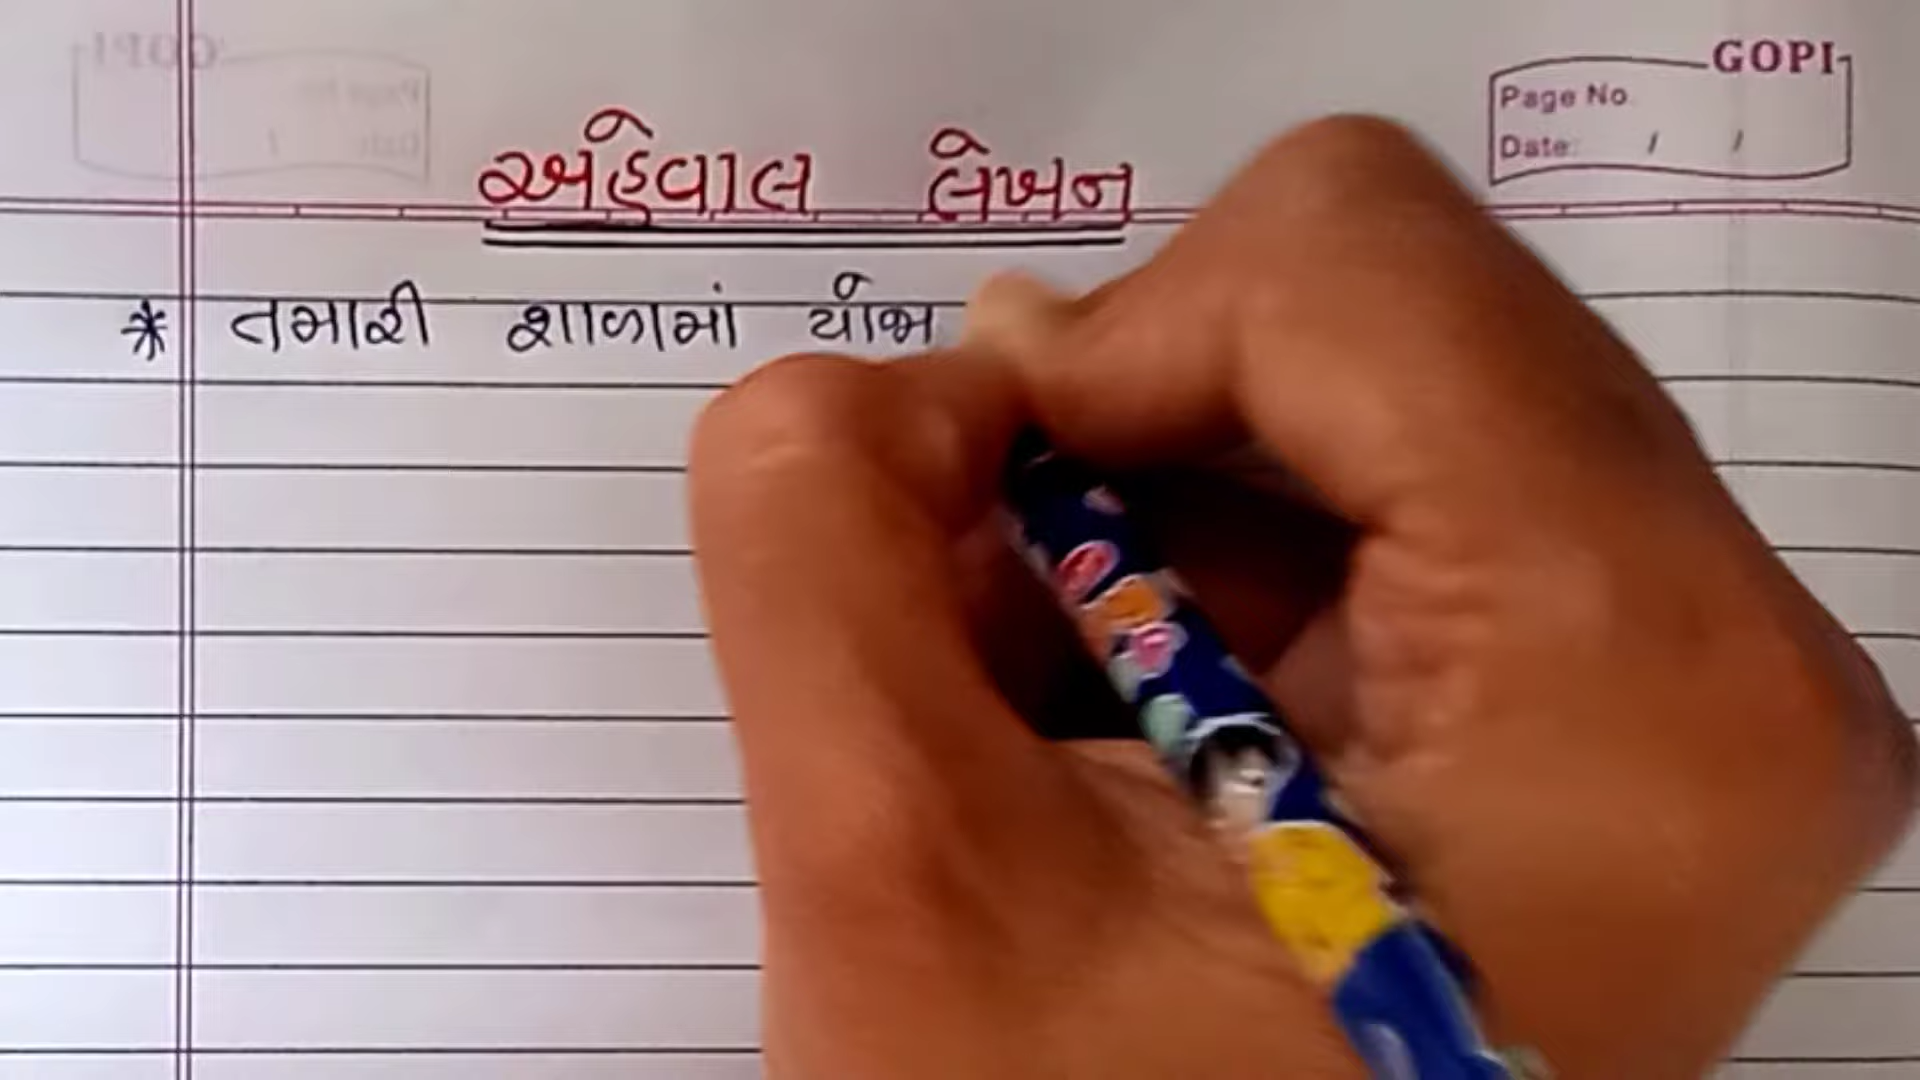 GOPI
Page No.
Date: / /
અહેવાલ લેખન
* તમારી શાળામાં યોજા